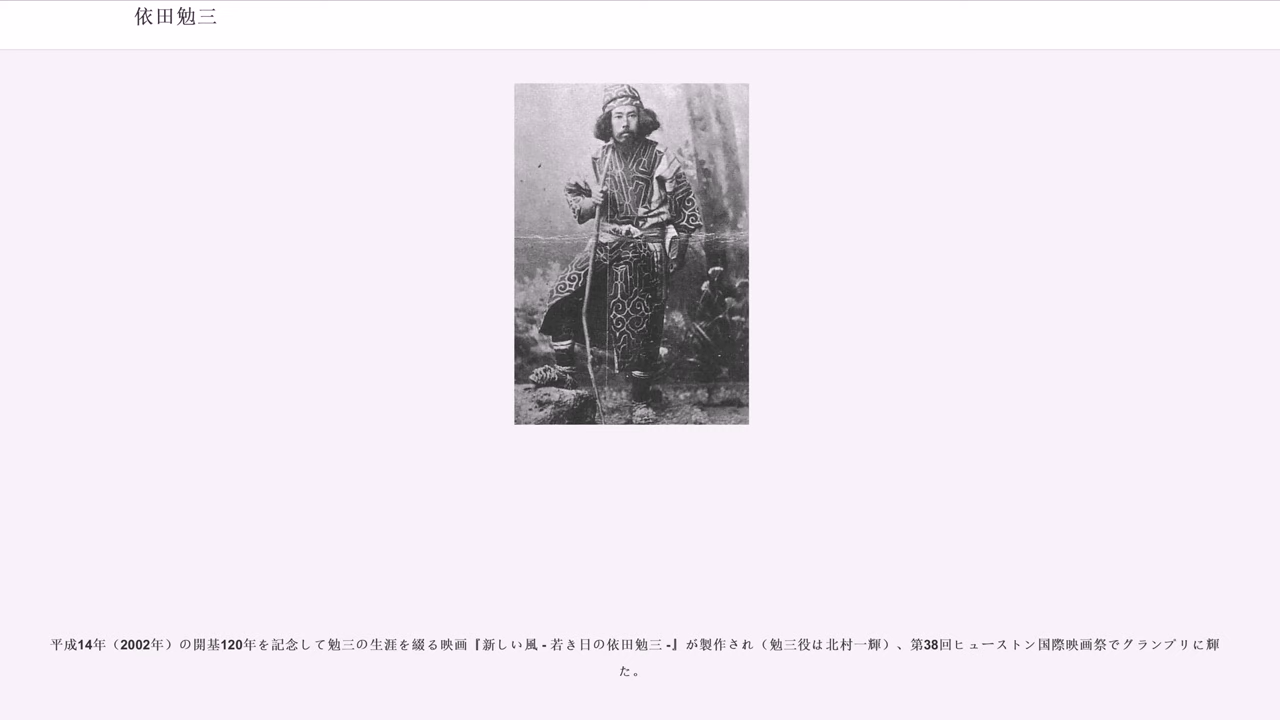 依田勉三
平成14年（2002年）の開基120年を記念して勉三の生涯を綴る映画『新しい風 - 若き日の依田勉三 -』が製作され（勉三役は北村一輝）、第38回ヒューストン国際映画祭でグランプリに輝
た。